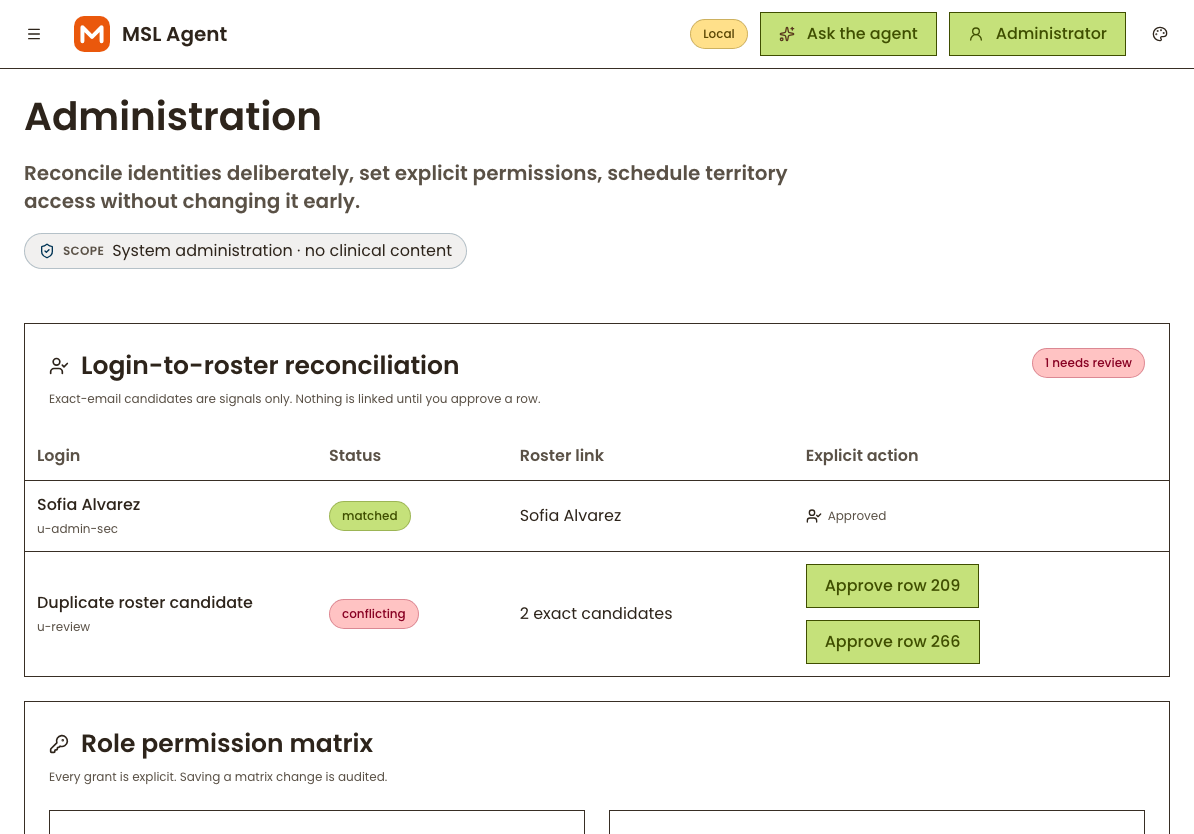 MSL Agent
Local
Ask the agent
Administrator
Administration
Reconcile identities deliberately, set explicit permissions, schedule territory
access without changing it early.
SCOPE System administration · no clinical content
Login-to-roster reconciliation
1 needs review
Exact-email candidates are signals only. Nothing is linked until you approve a row.
Login Status Roster link Explicit action
Sofia Alvarez
u-admin-sec
matched
Sofia Alvarez
Approved
Duplicate roster candidate
u-review
conflicting
2 exact candidates
Approve row 209
Approve row 266
Role permission matrix
Every grant is explicit. Saving a matrix change is audited.